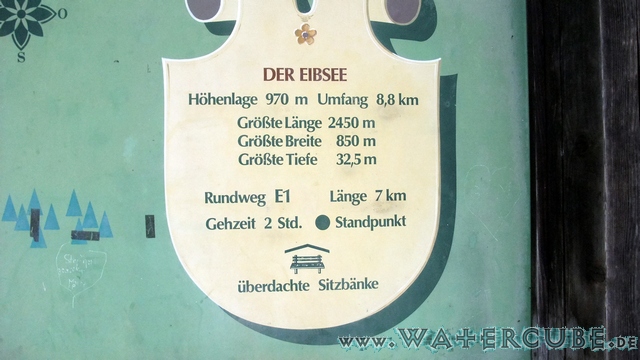 O
S
DER EIBSEE
Höhenlage 970 m Umfang 8,8 km
Größte Länge 2450 m
Größte Breite 850 m
Größte Tiefe 32,5 m
Rundweg E1 Länge 7 km
Gehzeit 2 Std. ● Standpunkt
überdachte Sitzbänke
www.WATERCUBE.DE